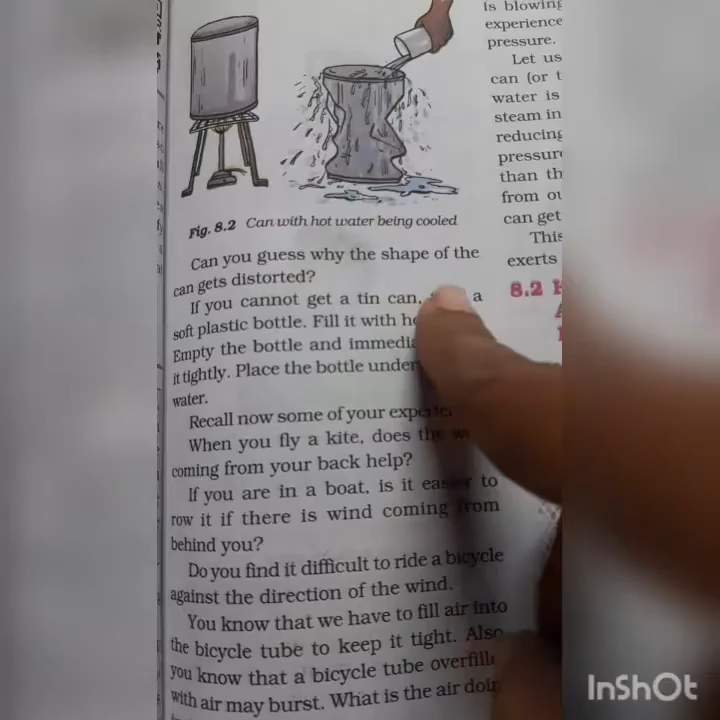 Fig. 8.2 Can with hot water being cooled
Can you guess why the shape of the
can gets distorted?
If you cannot get a tin can, a
soft plastic bottle. Fill it with
Empty the bottle and
it tightly. Place the bottle under
water.
Recall now some of your
When you fly a kite, does the
coming from your back help?
If you are in a boat, is it easier to
row it if there is wind coming from
behind you?
Do you find it difficult to ride a bicycle
against the direction of the wind.
You know that we have to fill air into
the bicycle tube to keep it tight. Also
you know that a bicycle tube
with air may burst. What is the air
is blowing
experience
pressure.
Let us
can (or
water is
steam in
reducing
than
from
can get
This
exerts
8.2
InShOt